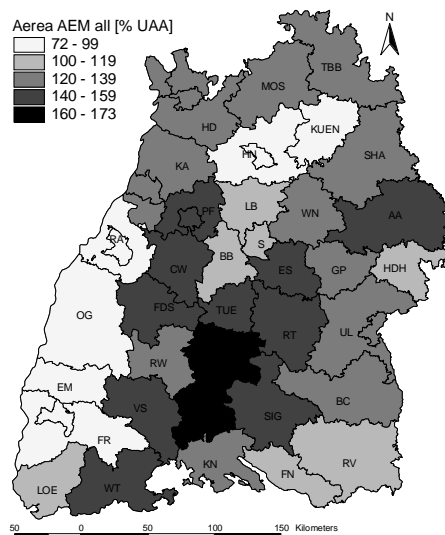 Aerea AEM all [% UAA]
72 - 99
100 - 119
120 - 139
140 - 159
160 - 173
N
TBB
MOS
HD
KUEN
HN
SHA
KA
PF
LB
WN
AA
RA
S
CW
BB
ES
GP
HDH
FDS
TUE
OG
RT
UL
RW
EM
BC
VS
SIG
FR
KN
RV
FN
LOE
WT
50 0 50 100 150 Kilometers